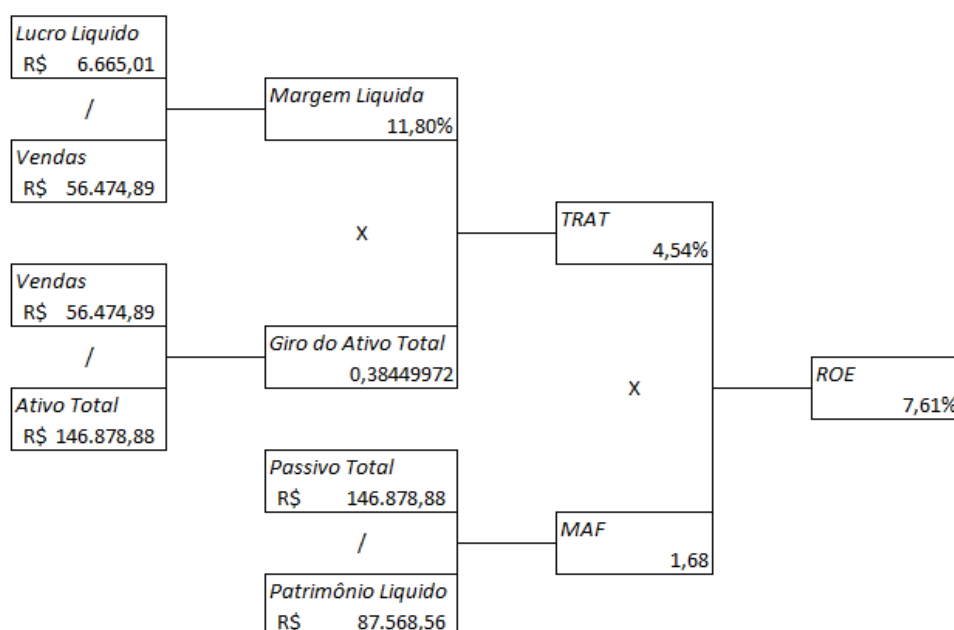 Lucro Liquido
R$ 6.665,01
/
Vendas
R$ 56.474,89
Margem Liquida
11,80%
X
Vendas
R$ 56.474,89
/
Ativo Total
R$ 146.878,88
Giro do Ativo Total
0,38449972
TRAT
4,54%
X
Passivo Total
R$ 146.878,88
/
Patrimônio Liquido
R$ 87.568,56
MAF
1,68
ROE
7,61%